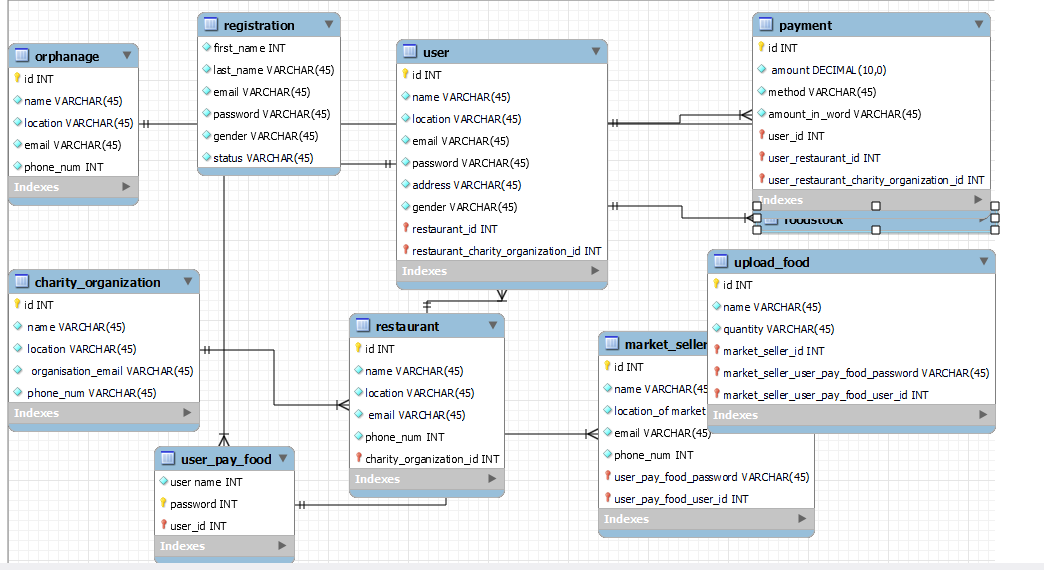 orphanage
id INT
name VARCHAR(45)
location VARCHAR(45)
email VARCHAR(45)
phone_num INT
Indexes
registration
first_name INT
last_name VARCHAR(45)
email VARCHAR(45)
password VARCHAR(45)
gender VARCHAR(45)
status VARCHAR(45)
user
id INT
name VARCHAR(45)
location VARCHAR(45)
email VARCHAR(45)
password VARCHAR(45)
address VARCHAR(45)
gender VARCHAR(45)
restaurant_id INT
restaurant_charity_organization_id INT
Indexes
payment
id INT
amount DECIMAL(10,0)
method VARCHAR(45)
amount_in_word VARCHAR(45)
user_id INT
user_restaurant_id INT
user_restaurant_charity_organization_id INT
Indexes
foodstock
charity_organization
id INT
name VARCHAR(45)
location VARCHAR(45)
organisation_email VARCHAR(45)
phone_num VARCHAR(45)
Indexes
restaurant
id INT
name VARCHAR(45)
location VARCHAR(45)
email VARCHAR(45)
phone_num INT
charity_organization_id INT
Indexes
upload_food
id INT
name VARCHAR(45)
quantity VARCHAR(45)
market_seller_id INT
market_seller_user_pay_food_password VARCHAR(45)
market_seller_user_pay_food_user_id INT
Indexes
market_seller
id INT
name VARCHAR(45
location_of market
email VARCHAR(45)
phone_num INT
user_pay_food_password VARCHAR(45)
user_pay_food_user_id INT
Indexes
user_pay_food
user name INT
password INT
user_id INT
Indexes